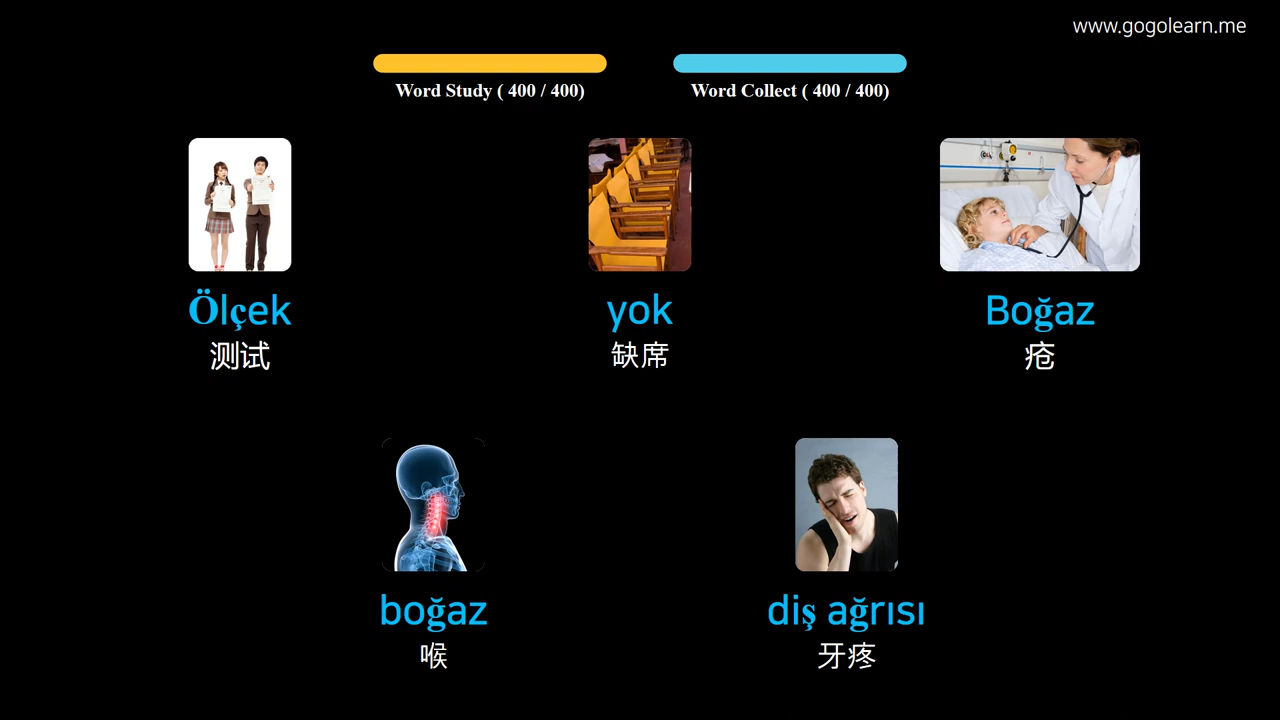 www.gogolearn.me
Word Study ( 400 / 400)
Word Collect ( 400 / 400)
Ölçek
测试
yok
缺席
Boğaz
疮
boğaz
喉
diş ağrısı
牙疼